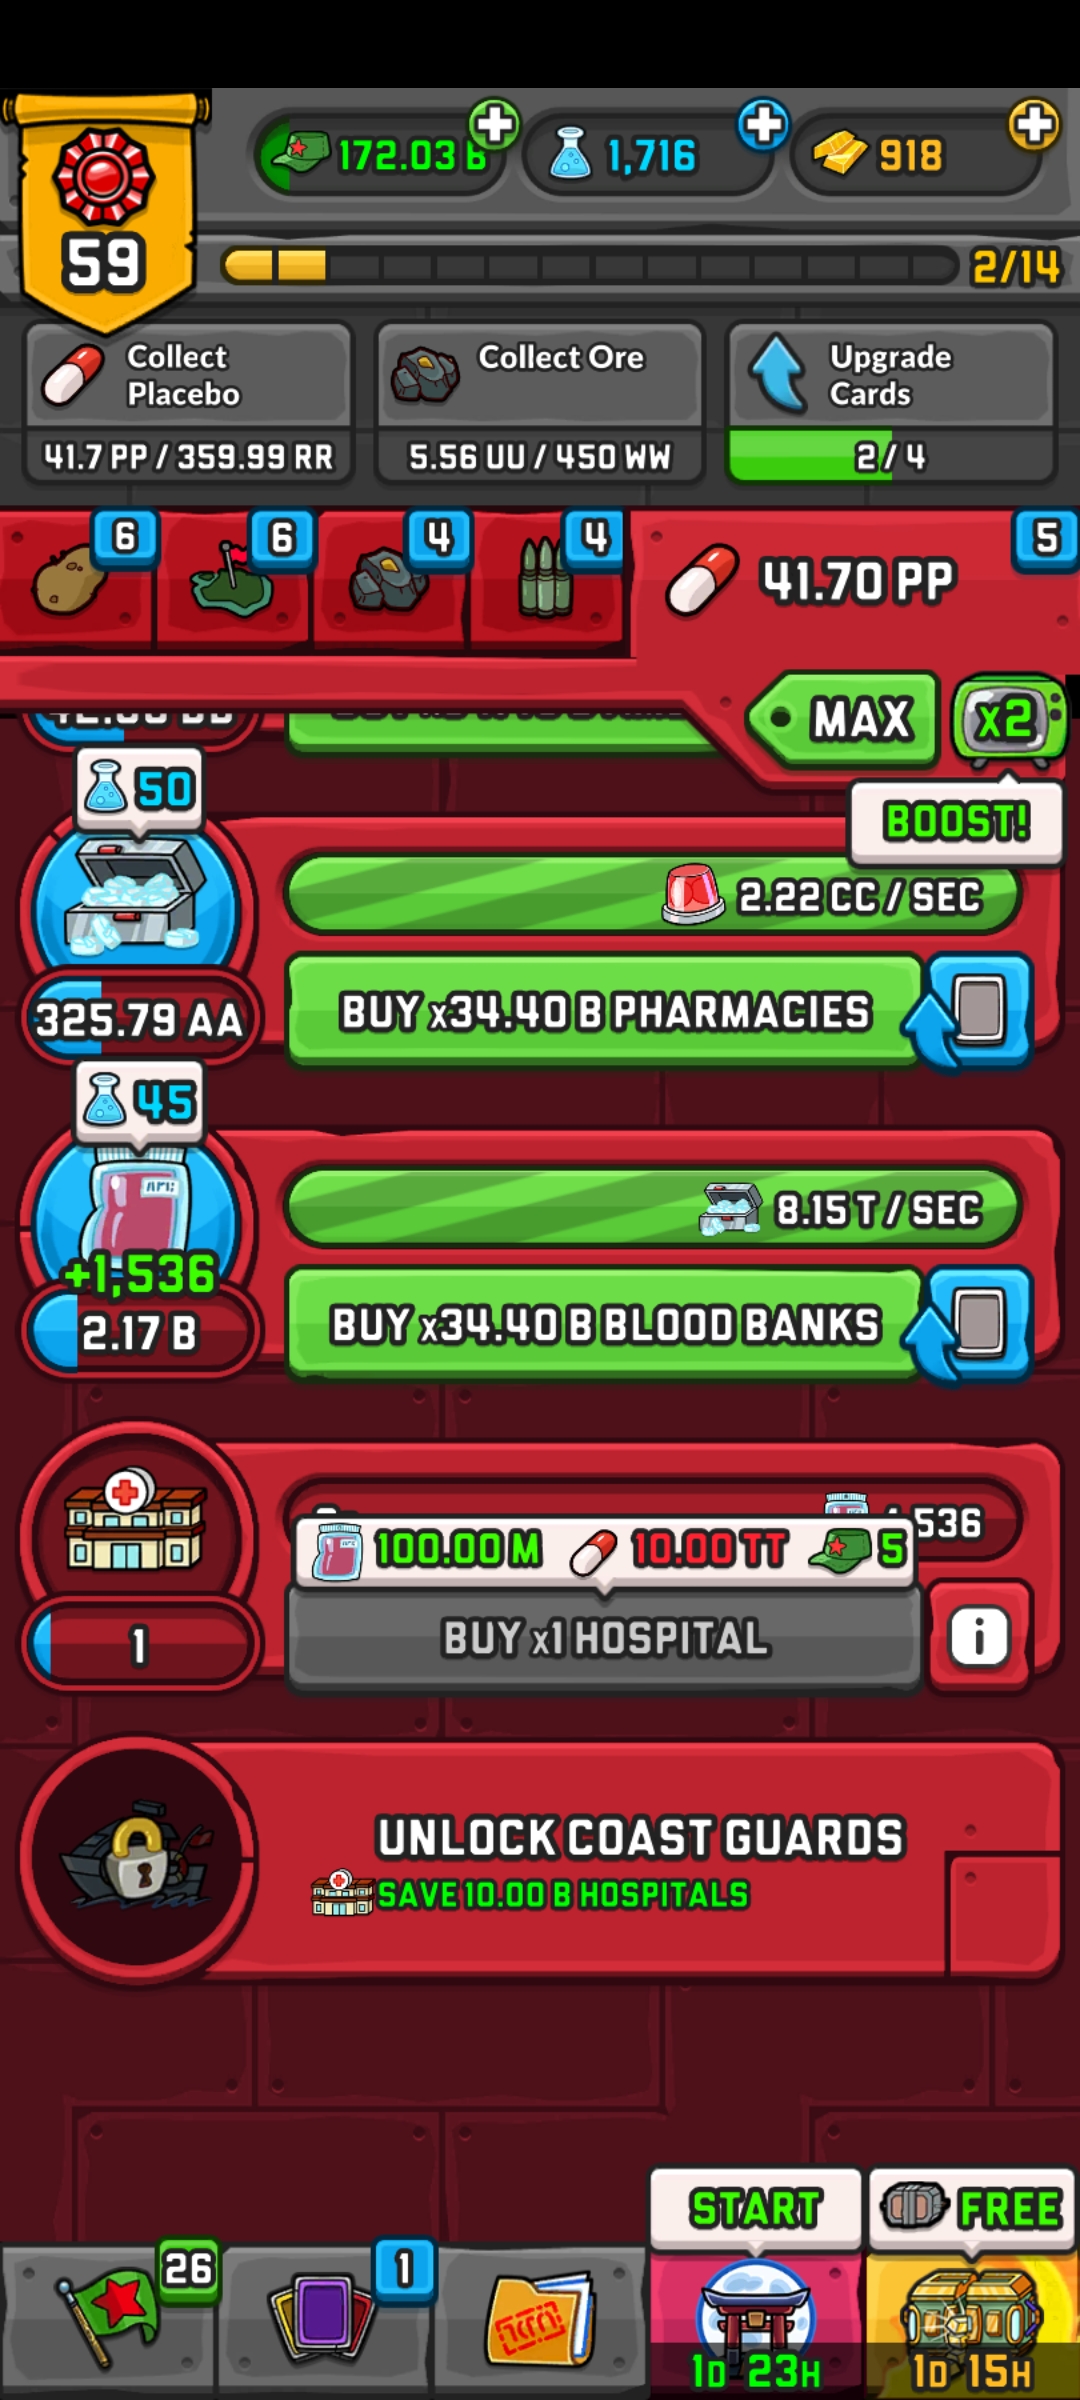 59
172.03 B
1,716
918
2/14
Collect Placebo
41.7 PP / 359.99 RR
Collect Ore
5.56 UU / 450 WW
Upgrade Cards
2 / 4
6
6
4
4
5
41.70 PP
MAX
x2
BOOST!
50
2.22 CC / SEC
325.79 AA
BUY x34.40 B PHARMACIES
45
8.15 T / SEC
+1,536
2.17 B
BUY x34.40 B BLOOD BANKS
100.00 M
10.00 TT
5
1
BUY x1 HOSPITAL
i
UNLOCK COAST GUARDS
SAVE 10.00 B HOSPITALS
START
FREE
26
1
1D 23H
1D 15H